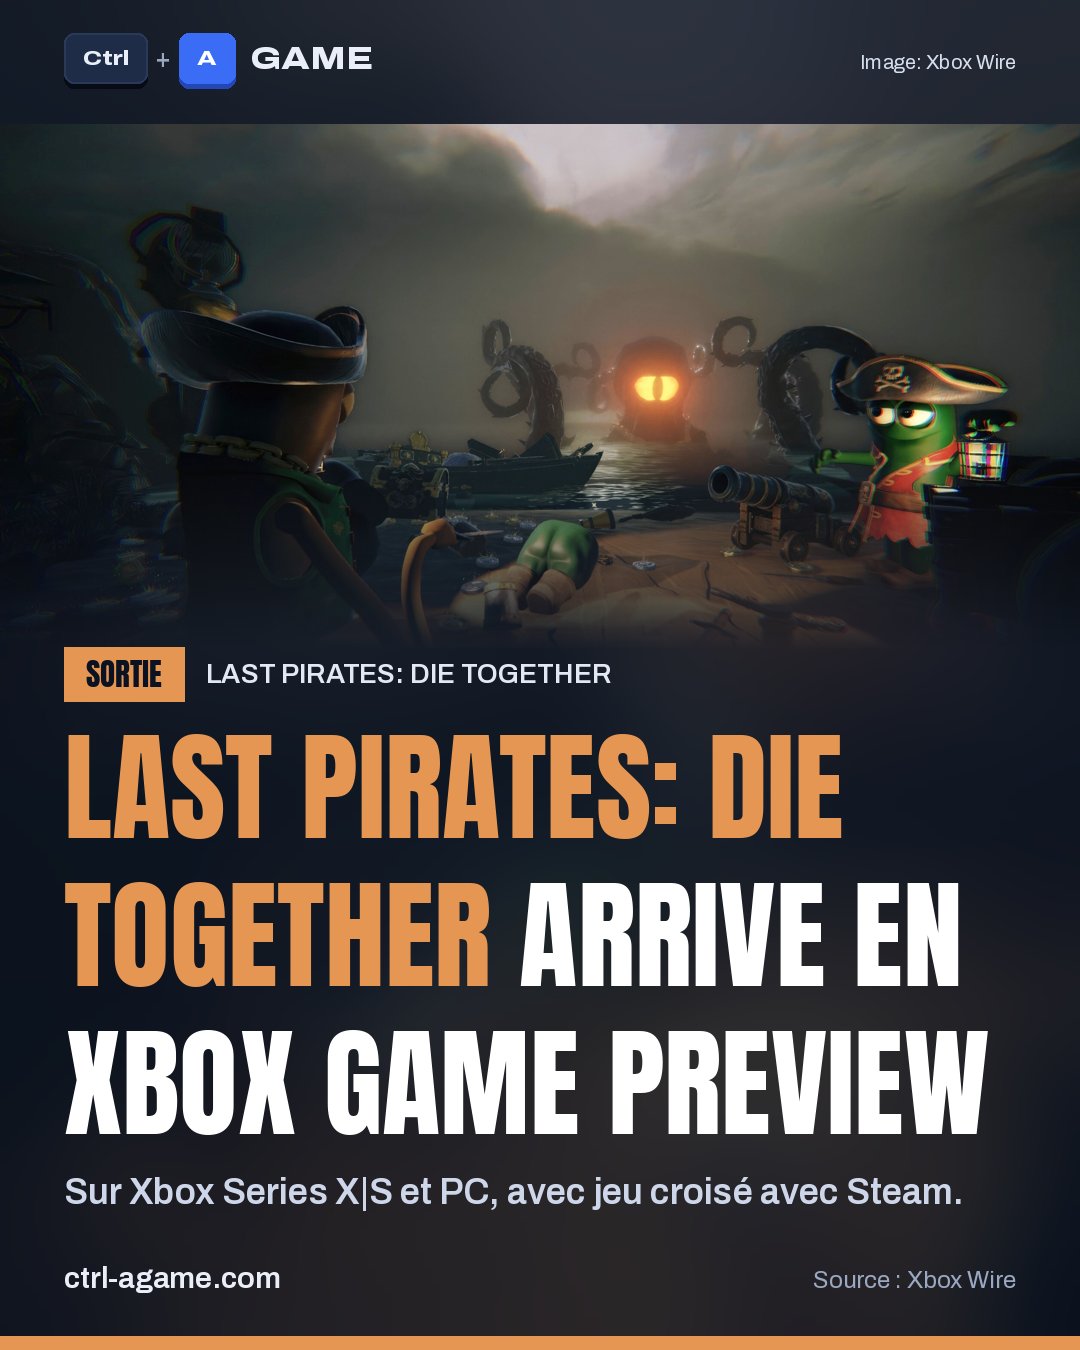 Ctrl + A GAME
Image: Xbox Wire
SORTIE LAST PIRATES: DIE TOGETHER
LAST PIRATES: DIE
TOGETHER ARRIVE EN
XBOX GAME PREVIEW
Sur Xbox Series X|S et PC, avec jeu croisé avec Steam.
ctrl-agame.com
Source : Xbox Wire